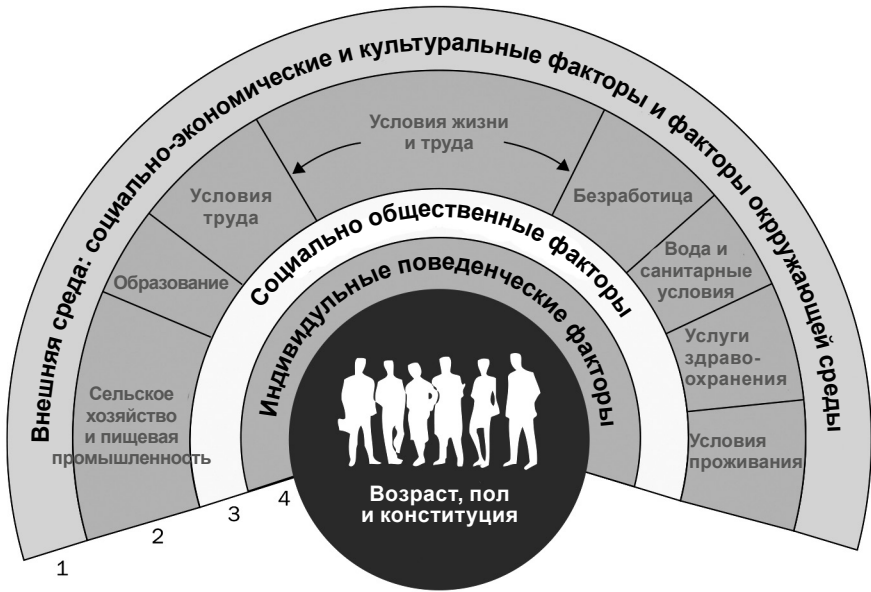 Внешняя среда: социально-экономические и культуральные факторы и факторы окрружающей среды
Условия жизни
и труда
Условия
труда
Безработица
Образование
Вода и
санитарные
условия
Сельское
хозяйство
и пищевая
промышленность
Услуги
здраво-
охранения
Условия
проживания
Социально общественные факторы
Индивидульные поведенческие факторы
Возраст, пол
и конституция
1
2
3
4